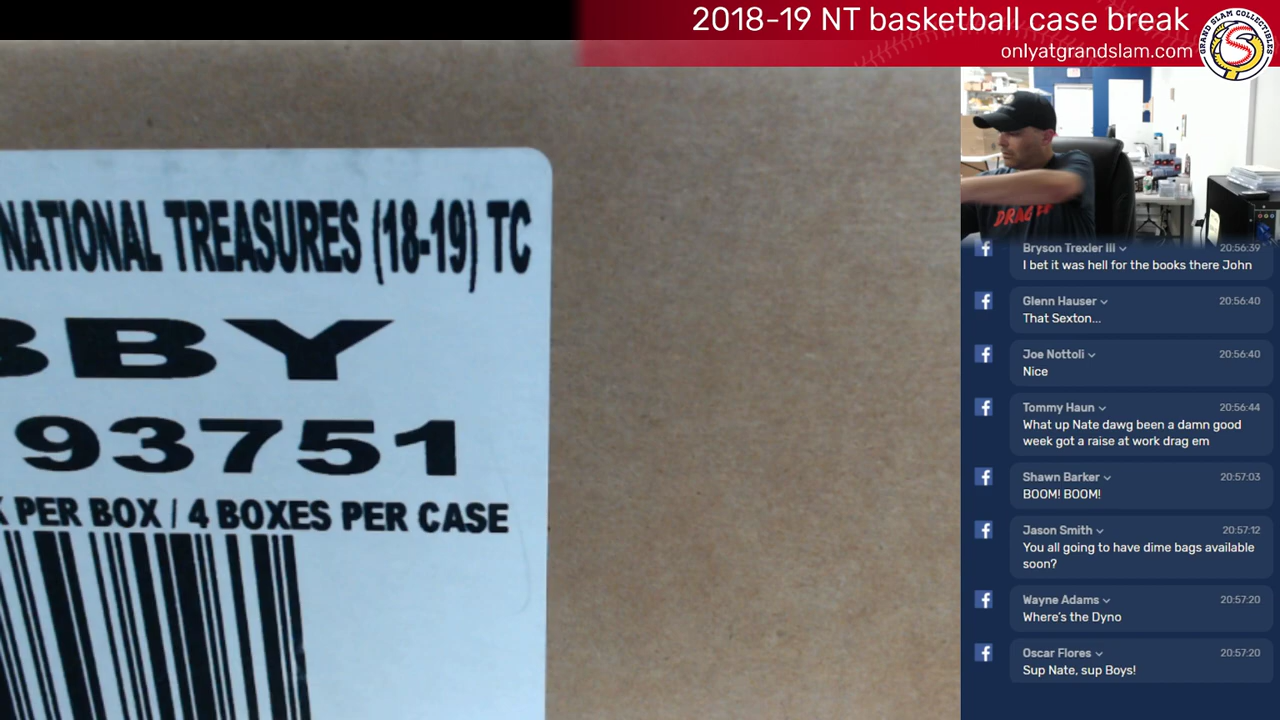 2018-19 NT basketball case break
onlyatgrandslam.com
GRAND SLAM COLLECTIBLES
NATIONAL TREASURES (18-19) TC
BBY
93751
PER BOX / 4 BOXES PER CASE
Bryson Trexler III 20:56:39
I bet it was hell for the books there John
Glenn Hauser 20:56:40
That Sexton...
Joe Nottoli 20:56:40
Nice
Tommy Haun 20:56:44
What up Nate dawg been a damn good
week got a raise at work drag em
Shawn Barker 20:57:03
BOOM! BOOM!
Jason Smith 20:57:12
You all going to have dime bags available
soon?
Wayne Adams 20:57:20
Where's the Dyno
Oscar Flores 20:57:20
Sup Nate, sup Boys!